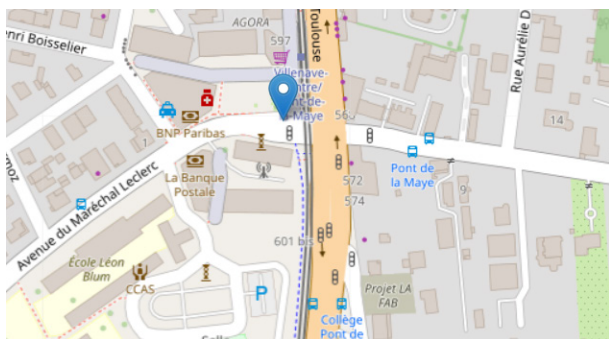 AGORA
597
Toulouse
Henri Boisselier
Rue Aurélie D
Villenave-
Centre/
Pont-de-
la-Maye
BNP Paribas
14
1
Pont de
la Maye
La Banque
Postale
572
574
9
Avenue du Maréchal Leclerc
601 bis
École Léon
Blum
CCAS
P
Projet LA
FAB
Collège
Pont de